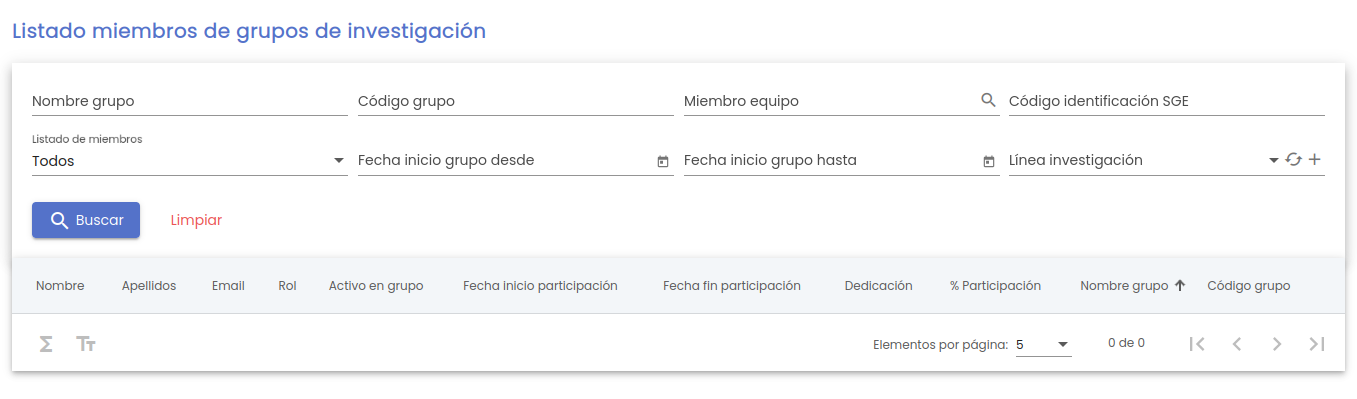 Listado miembros de grupos de investigación
Nombre grupo Código grupo Miembro equipo Código identificación SGE
Listado de miembros
Todos Fecha inicio grupo desde Fecha inicio grupo hasta Línea investigación
Buscar Limpiar
Nombre Apellidos Email Rol Activo en grupo Fecha inicio participación Fecha fin participación Dedicación % Participación Nombre grupo Código grupo
Elementos por página: 5 0 de 0